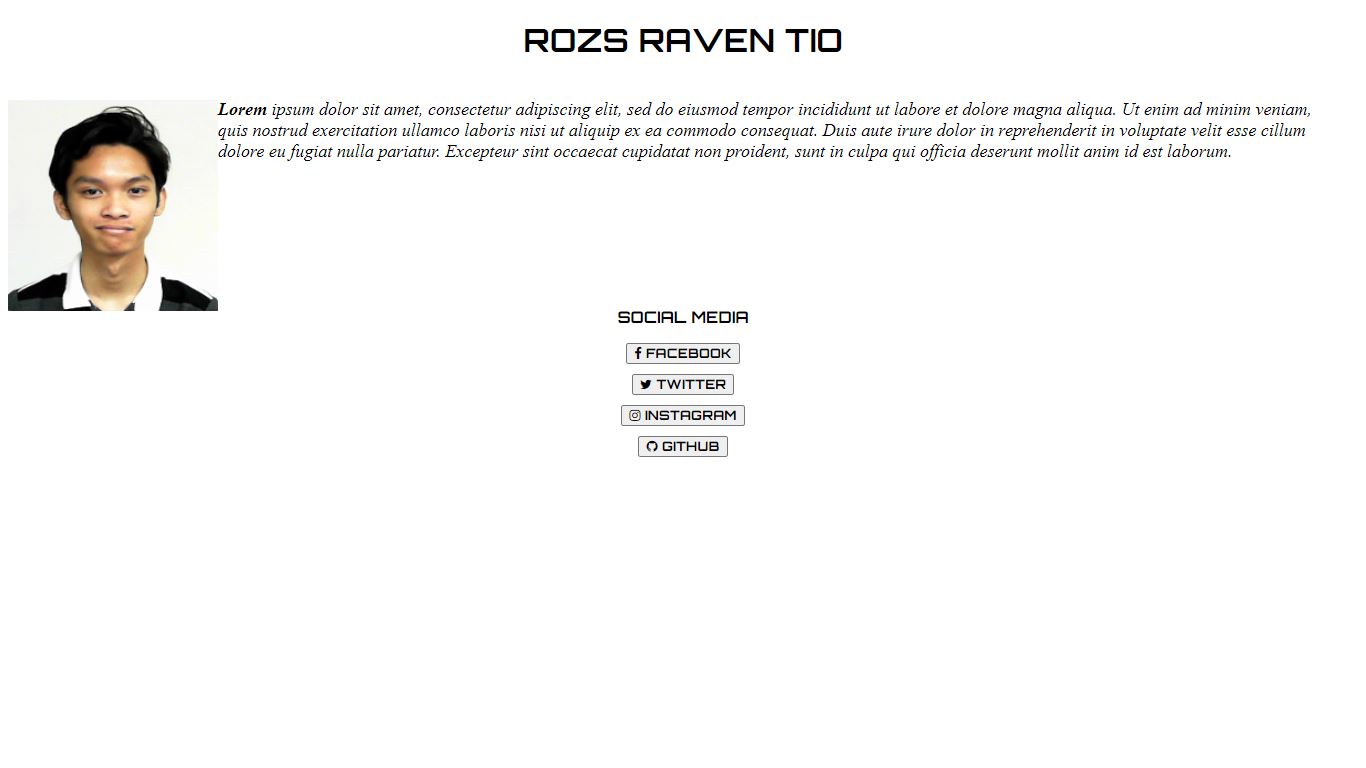 ROZS RAVEN TIO
Lorem ipsum dolor sit amet, consectetur adipiscing elit, sed do eiusmod tempor incididunt ut labore et dolore magna aliqua. Ut enim ad minim veniam,
quis nostrud exercitation ullamco laboris nisi ut aliquip ex ea commodo consequat. Duis aute irure dolor in reprehenderit in voluptate velit esse cillum
dolore eu fugiat nulla pariatur. Excepteur sint occaecat cupidatat non proident, sunt in culpa qui officia deserunt mollit anim id est laborum.
SOCIAL MEDIA
FACEBOOK
TWITTER
INSTAGRAM
GITHUB